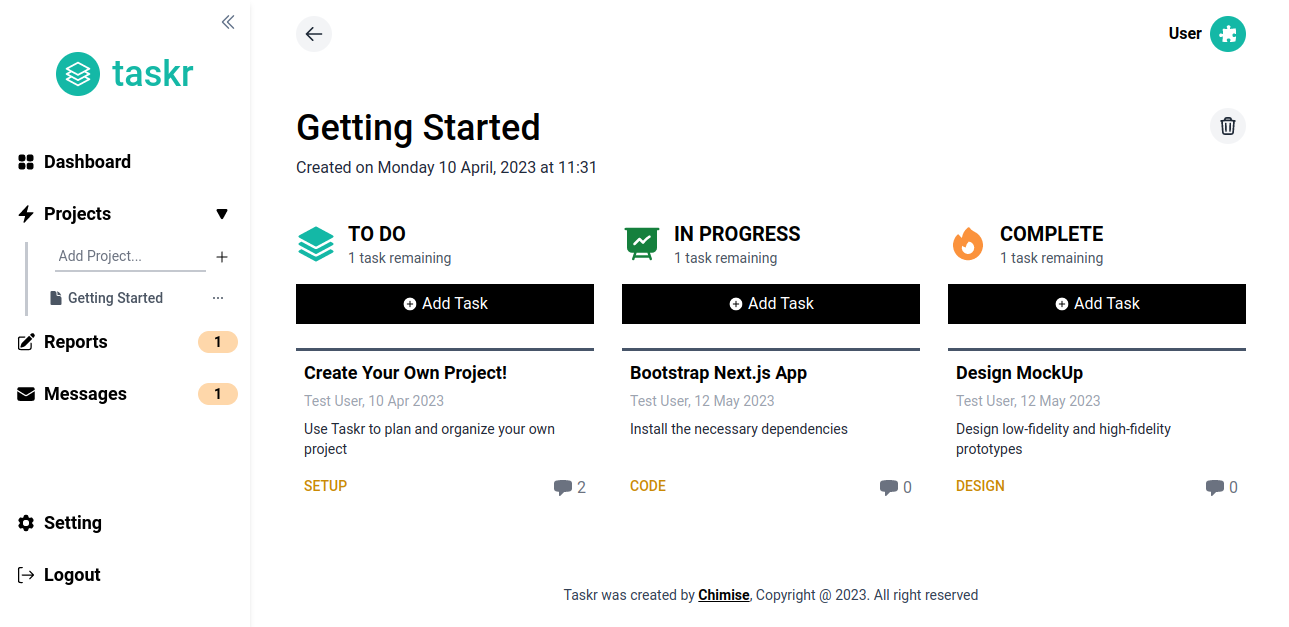 taskr
Dashboard
Projects
Add Project...
Getting Started
Reports 1
Messages 1
Setting
Logout
User
Getting Started
Created on Monday 10 April, 2023 at 11:31
TO DO
1 task remaining
Add Task
Create Your Own Project!
Test User, 10 Apr 2023
Use Taskr to plan and organize your own
project
SETUP 2
IN PROGRESS
1 task remaining
Add Task
Bootstrap Next.js App
Test User, 12 May 2023
Install the necessary dependencies
CODE 0
COMPLETE
1 task remaining
Add Task
Design MockUp
Test User, 12 May 2023
Design low-fidelity and high-fidelity
prototypes
DESIGN 0
Taskr was created by Chimise, Copyright @ 2023. All right reserved